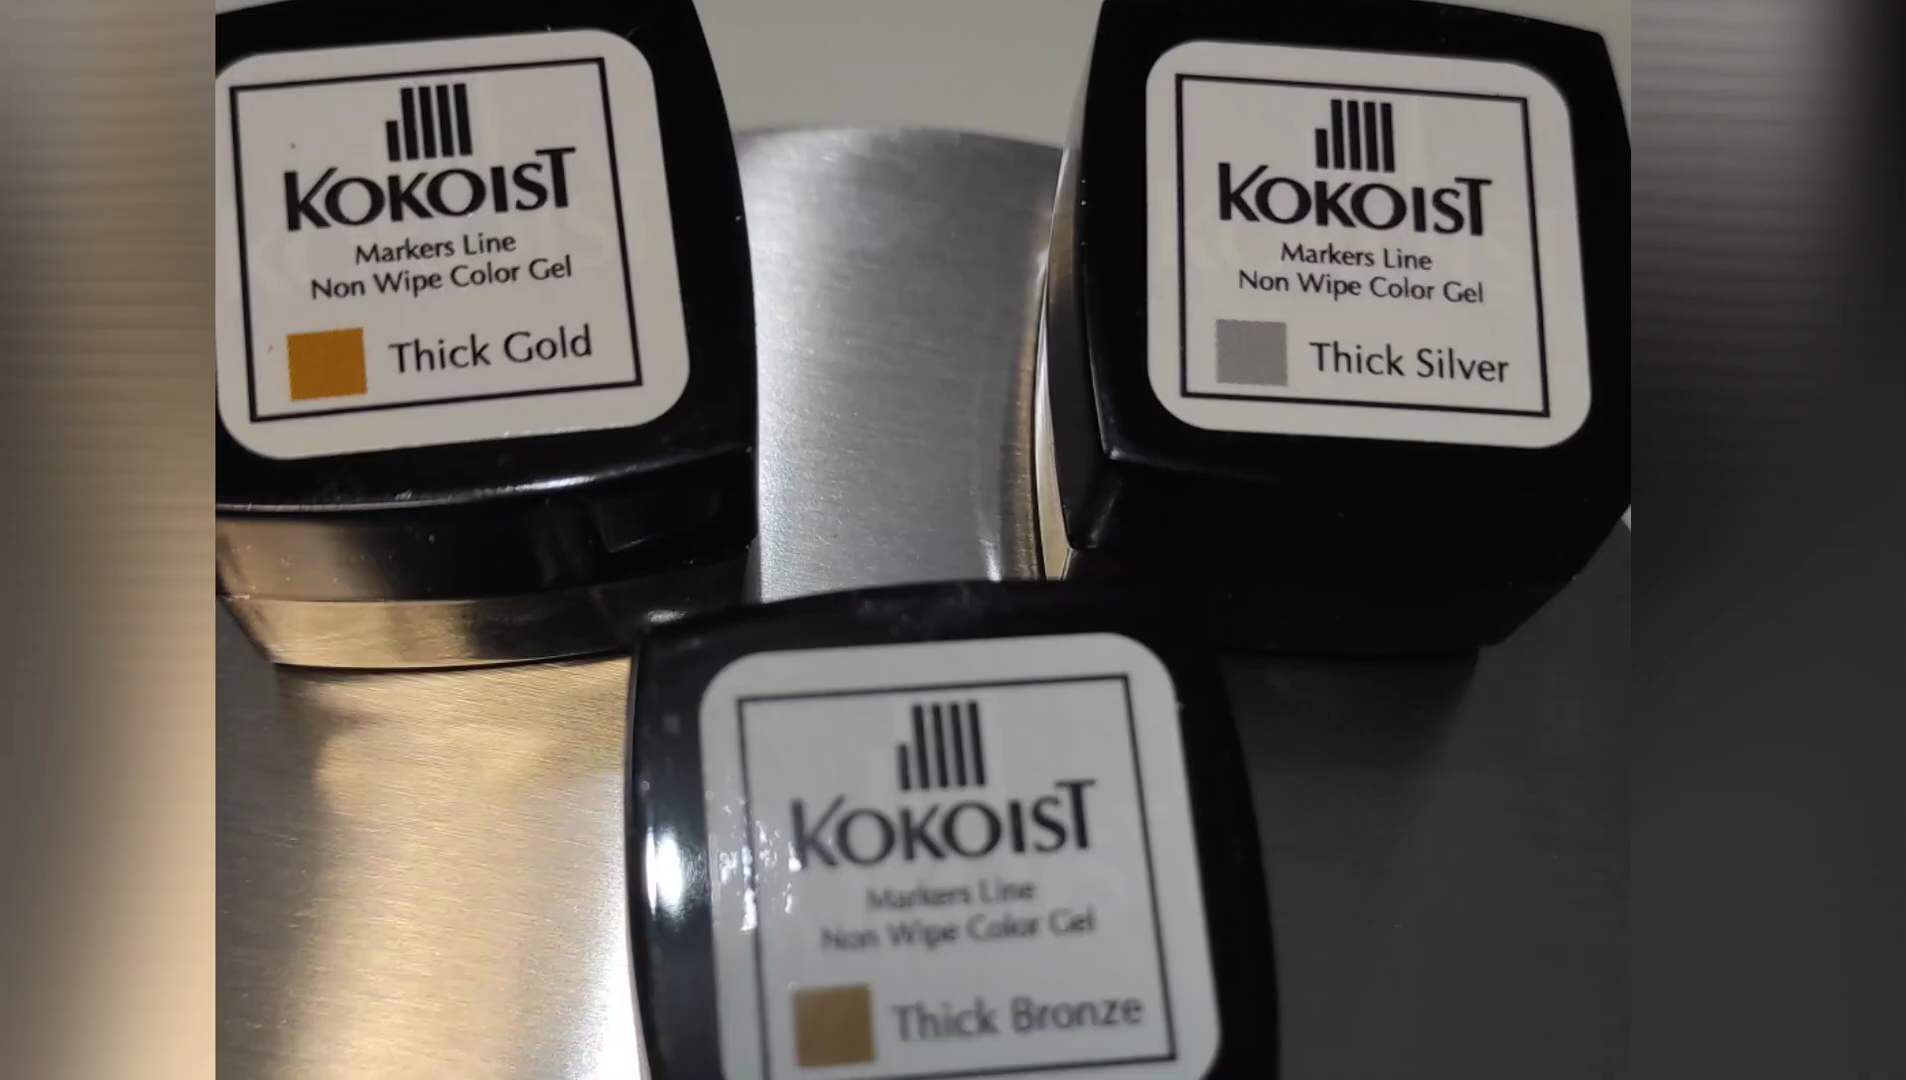 KOKOIST
Markers Line
Non Wipe Color Gel
Thick Gold
KOKOIST
Markers Line
Non Wipe Color Gel
Thick Silver
KOKOIST
Markers Line
Non Wipe Color Gel
Thick Bronze